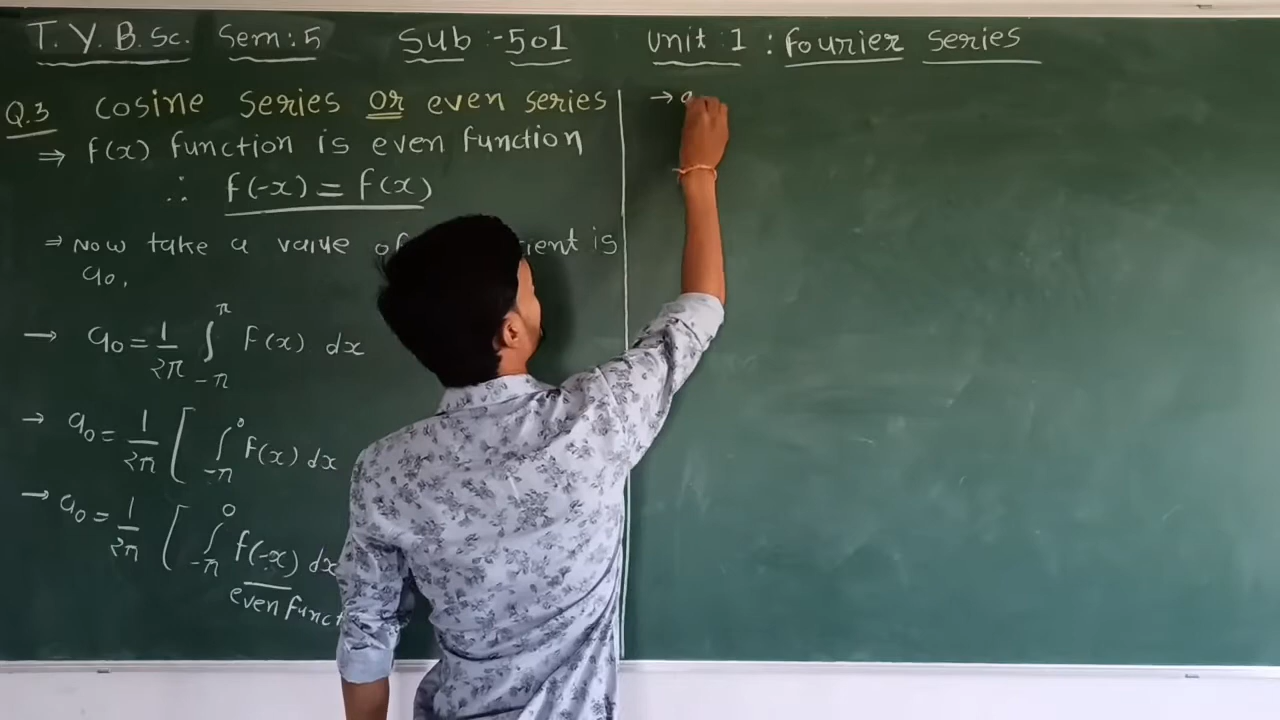 T.Y.B.Sc. Sem:5 Sub:-501 Unit:1 : fourier series
Q.3 cosine series or even series
⇒ f(x) function is even function
∴ f(-x) = f(x)
⇒ Now take a value is
a0,
→ a0 = 1/2π ∫_{-π}^{π} F(x) dx
→ a0 = 1/2π [ ∫_{-π}^{0} F(x) dx
→ a0 = 1/2π [ ∫_{-π}^{0} f(-x) dx
even
→